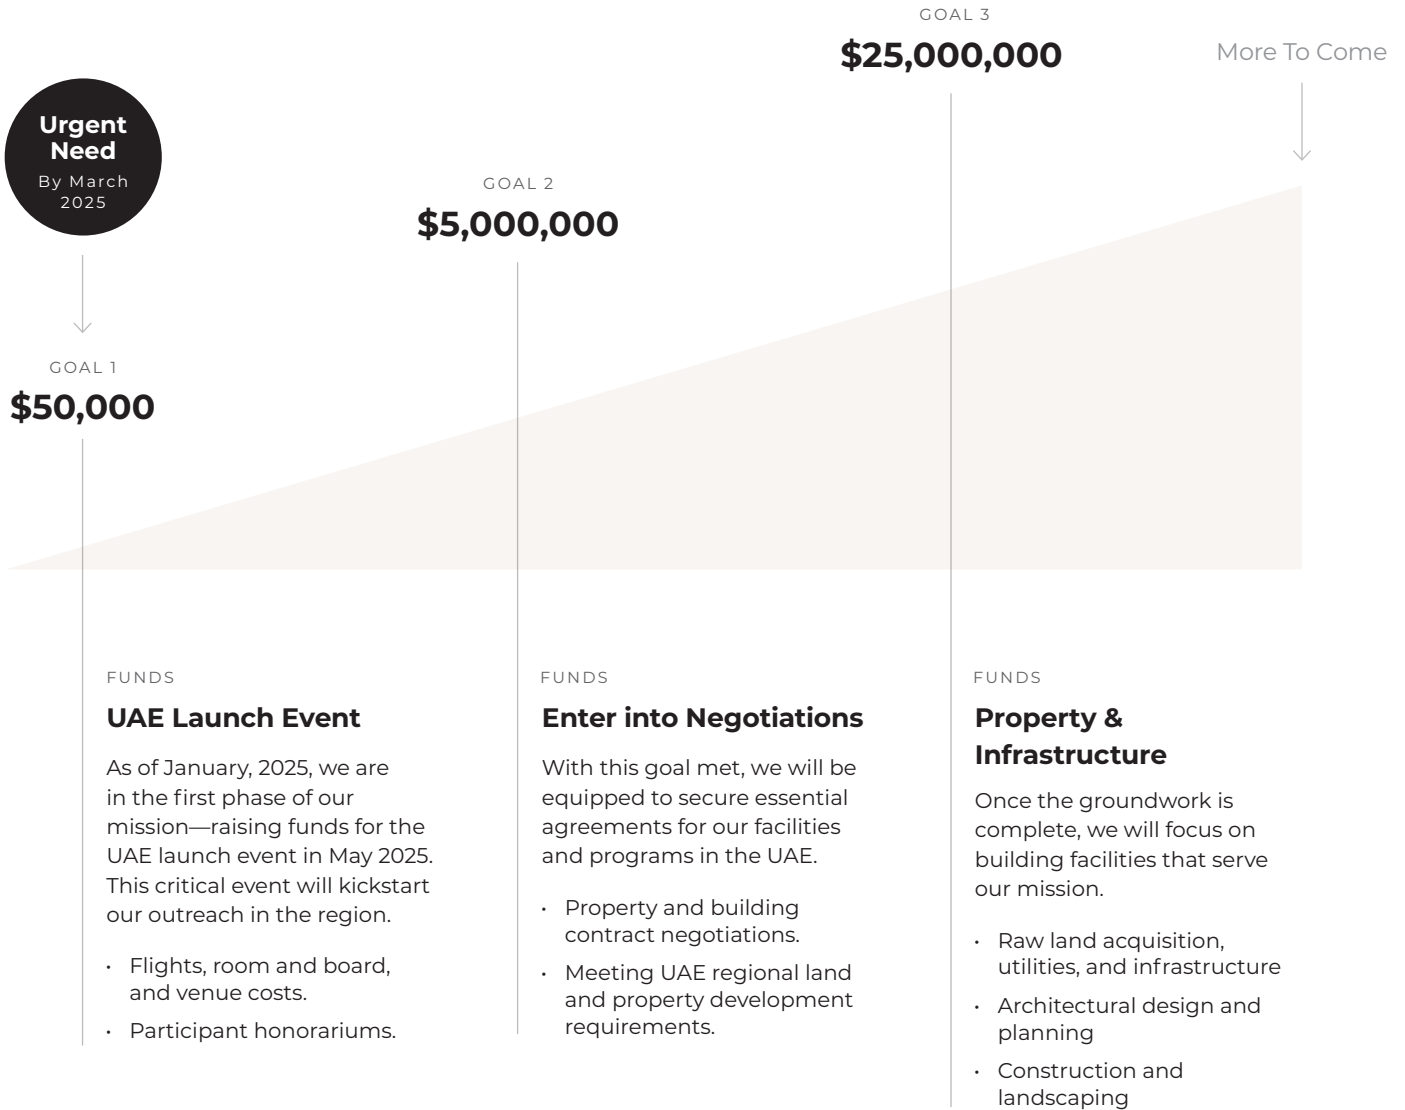 Urgent
Need
By March
2025
GOAL 1
$50,000
GOAL 2
$5,000,000
GOAL 3
$25,000,000
More To Come
FUNDS
UAE Launch Event
As of January, 2025, we are
in the first phase of our
mission—raising funds for the
UAE launch event in May 2025.
This critical event will kickstart
our outreach in the region.
• Flights, room and board,
and venue costs.
• Participant honorariums.
FUNDS
Enter into Negotiations
With this goal met, we will be
equipped to secure essential
agreements for our facilities
and programs in the UAE.
• Property and building
contract negotiations.
• Meeting UAE regional land
and property development
requirements.
FUNDS
Property &
Infrastructure
Once the groundwork is
complete, we will focus on
building facilities that serve
our mission.
• Raw land acquisition,
utilities, and infrastructure
• Architectural design and
planning
• Construction and
landscaping